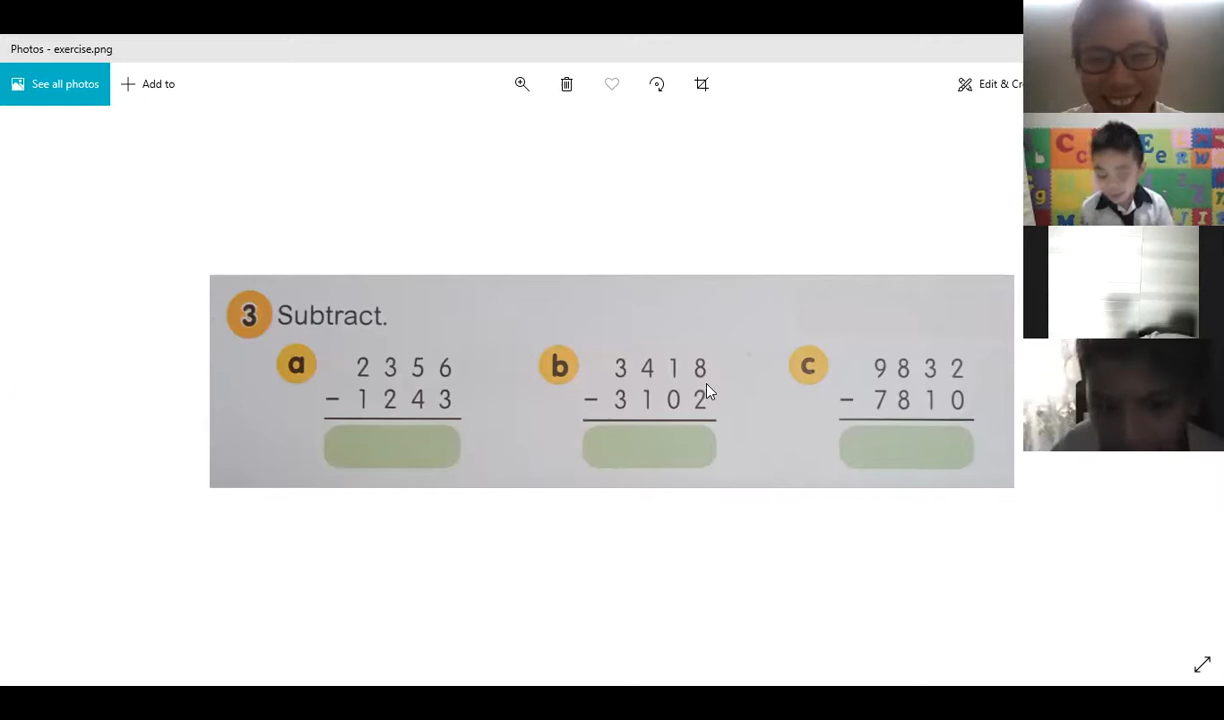 Photos - exercise.png
See all photos
Add to
Edit & Cr
3 Subtract.
a 2 3 5 6
− 1 2 4 3
b 3 4 1 8
− 3 1 0 2
c 9 8 3 2
− 7 8 1 0